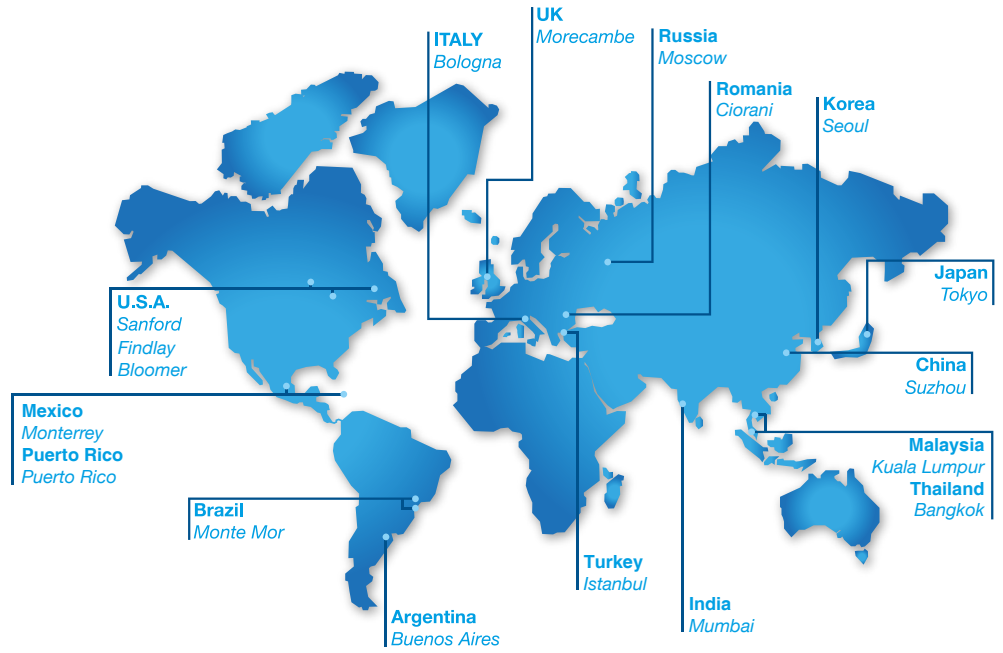 UK
Morecambe
ITALY
Bologna
Russia
Moscow
Romania
Ciorani
Korea
Seoul
Japan
Tokyo
U.S.A.
Sanford
Findlay
Bloomer
China
Suzhou
Mexico
Monterrey
Puerto Rico
Puerto Rico
Malaysia
Kuala Lumpur
Thailand
Bangkok
Brazil
Monte Mor
Turkey
Istanbul
India
Mumbai
Argentina
Buenos Aires